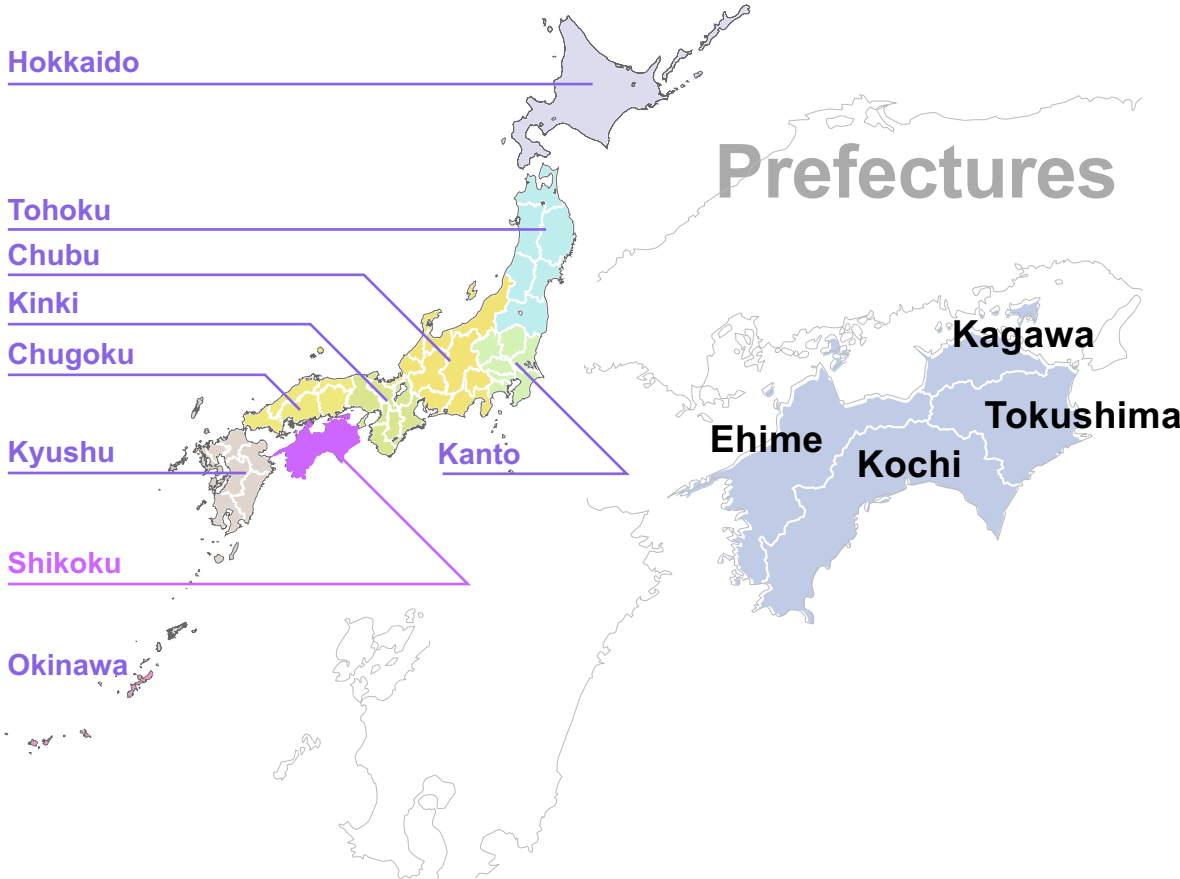 Hokkaido
Prefectures
Tohoku
Chubu
Kinki
Chugoku
Kagawa
Tokushima
Ehime
Kyushu
Kanto
Kochi
Shikoku
Okinawa